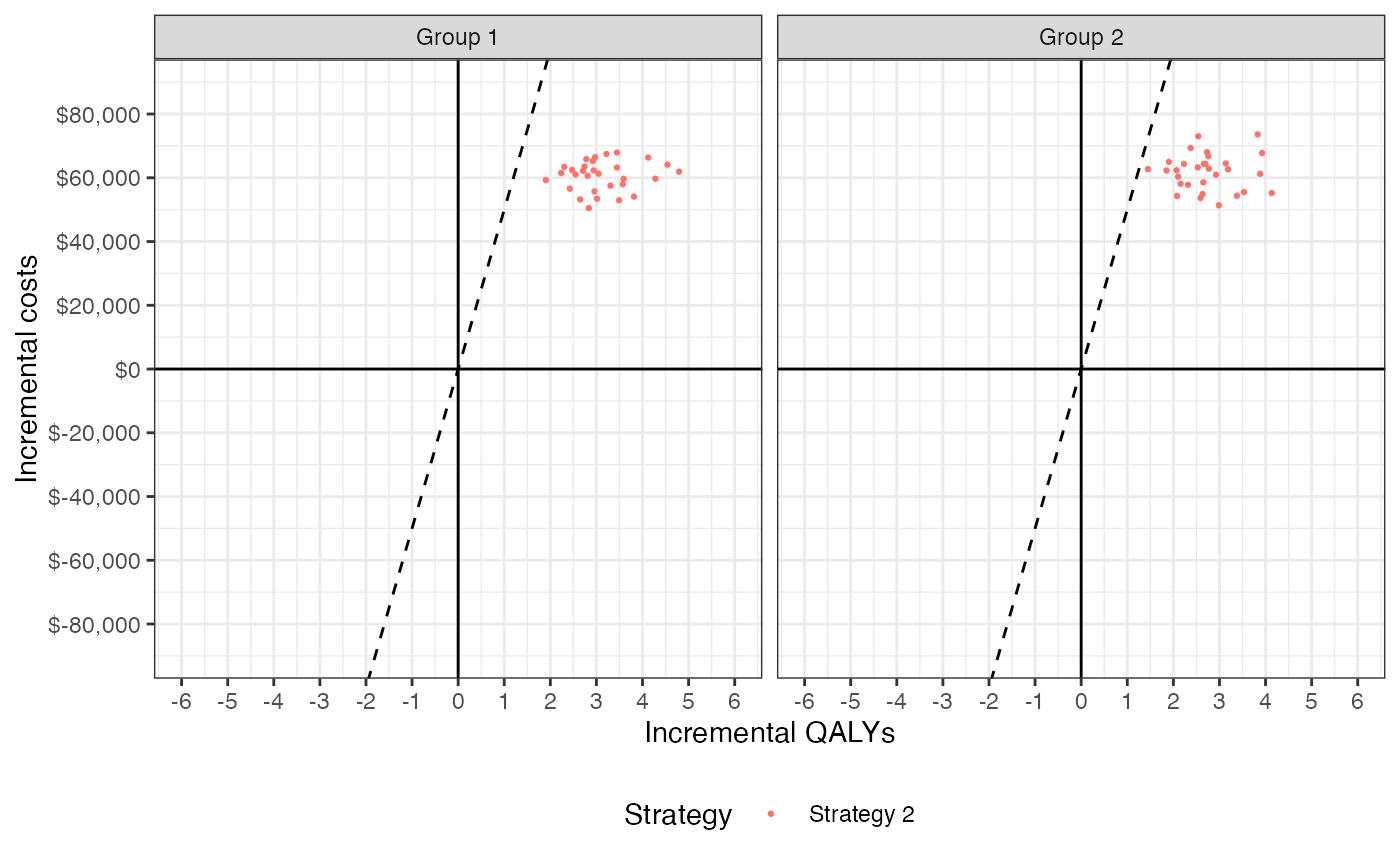 Group 1
Group 2
Incremental costs
$80,000
$60,000
$40,000
$20,000
$0
$-20,000
$-40,000
$-60,000
$-80,000
-6 -5 -4 -3 -2 -1 0 1 2 3 4 5 6
-6 -5 -4 -3 -2 -1 0 1 2 3 4 5 6
Incremental QALYs
Strategy Strategy 2